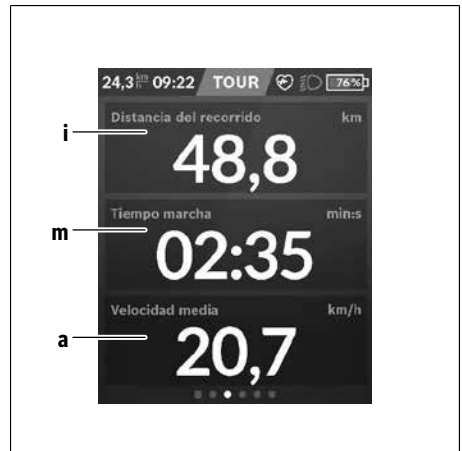 24,3 km/h 09:22 TOUR 76%
Distancia del recorrido km
i
48,8
Tiempo marcha min:s
m
02:35
Velocidad media km/h
a
20,7